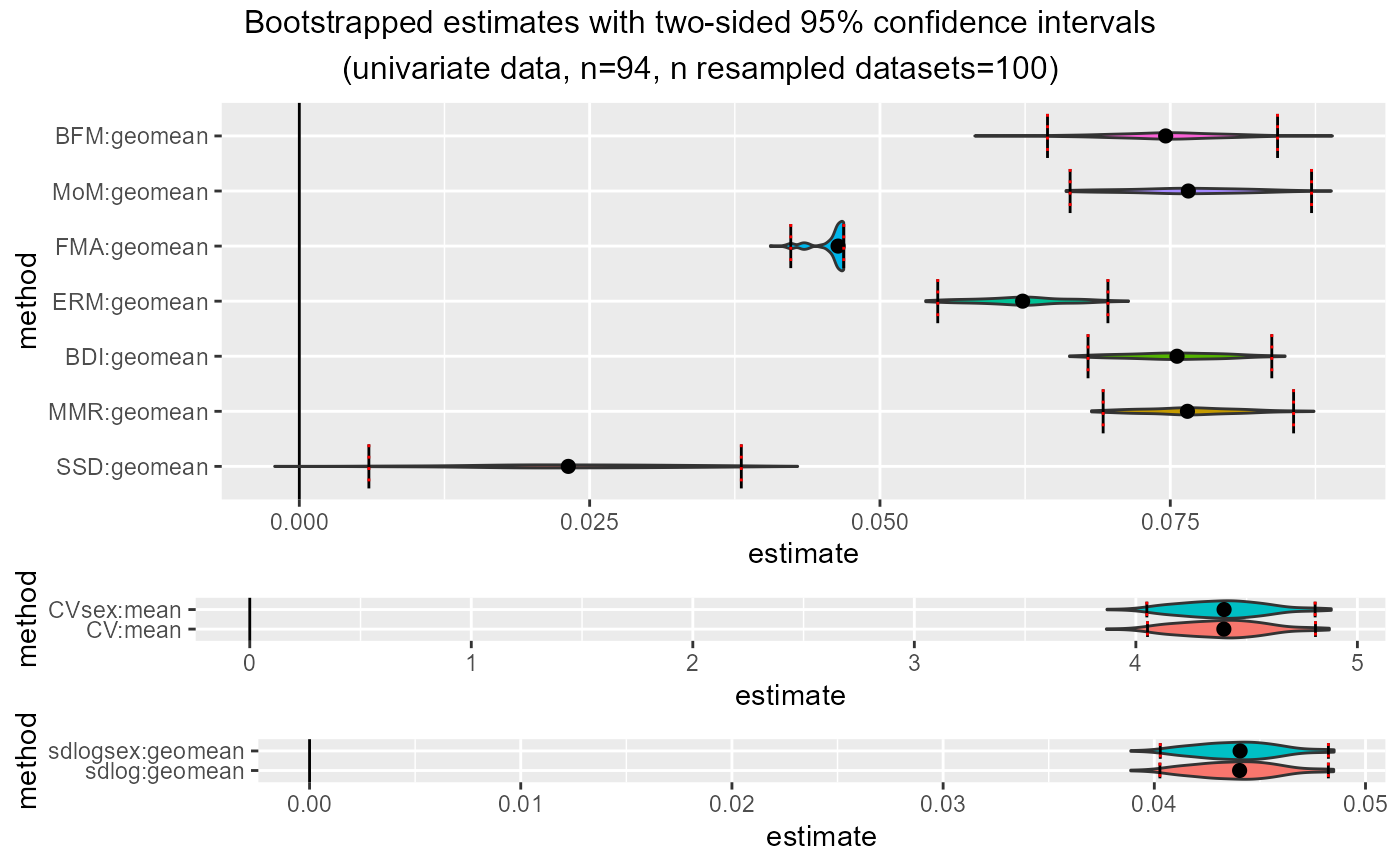 Bootstrapped estimates with two-sided 95% confidence intervals
(univariate data, n=94, n resampled datasets=100)
method
BFM:geomean
MoM:geomean
FMA:geomean
ERM:geomean
BDI:geomean
MMR:geomean
SSD:geomean
0.000 0.025 0.050 0.075
estimate
method
CVsex:mean
CV:mean
0 1 2 3 4 5
estimate
method
sdlogsex:geomean
sdlog:geomean
0.00 0.01 0.02 0.03 0.04 0.05
estimate